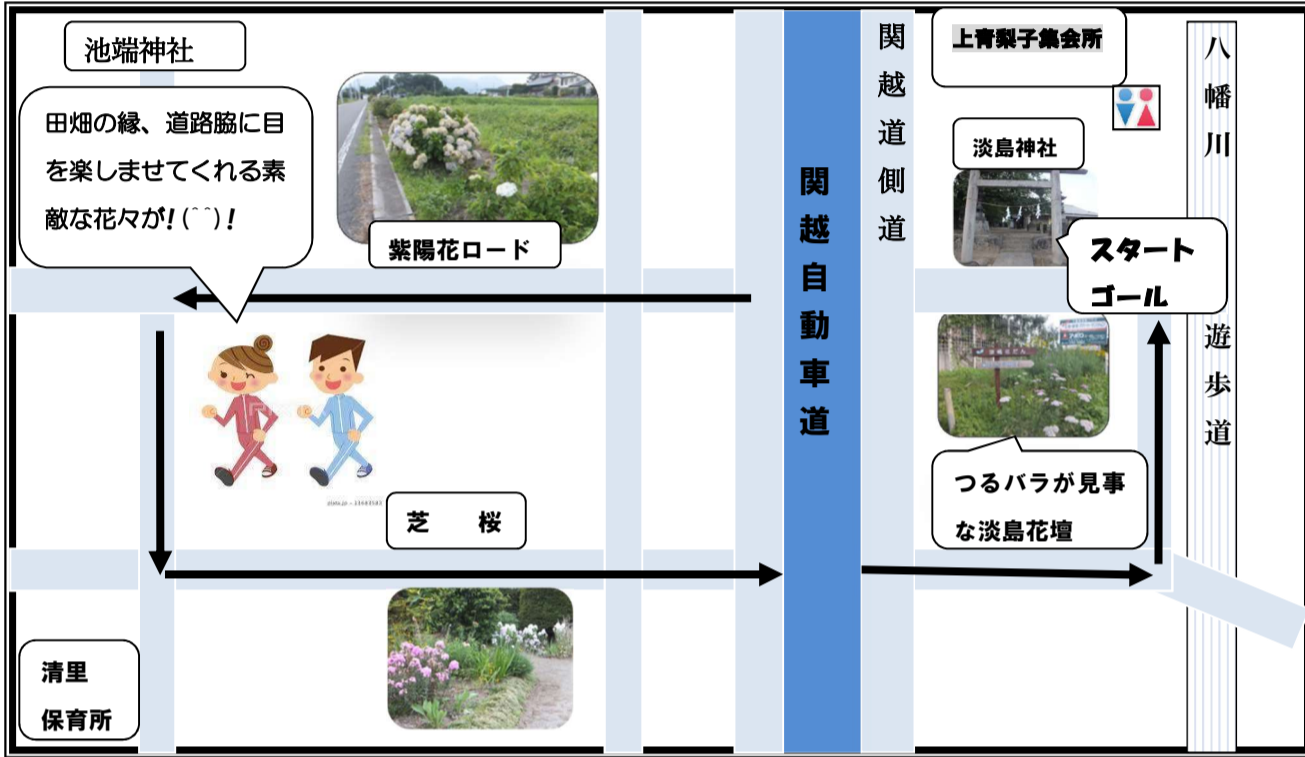 池端神社
田畑の縁、道路脇に目
を楽しませてくれる素
敵な花々が！(^^)！
紫陽花ロード
関越自動車道
関越道側道
上青梨子集会所
淡島神社
スタート
ゴール
八幡川
遊歩道
つるバラが見事
な淡島花壇
芝　桜
清里
保育所